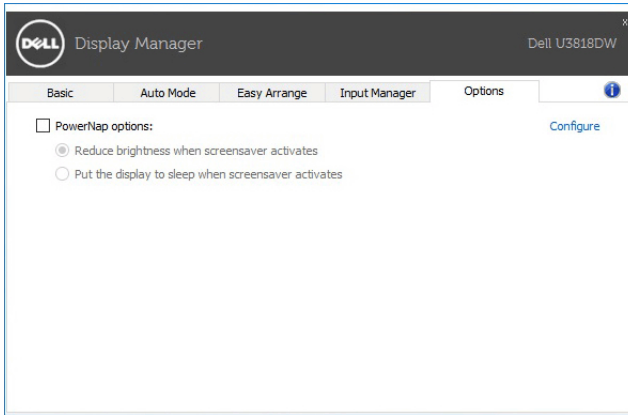 x
DELL Display Manager Dell U3818DW
Basic Auto Mode Easy Arrange Input Manager Options i
PowerNap options: Configure
Reduce brightness when screensaver activates
Put the display to sleep when screensaver activates